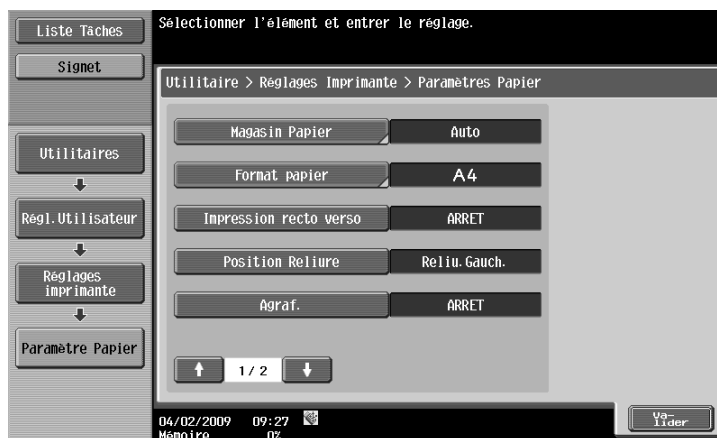 Liste Tâches
Sélectionner l'élément et entrer le réglage.
Signet
Utilitaire > Réglages Imprimante > Paramètres Papier
Magasin Papier Auto
Utilitaires
Format papier A4
Régl.Utilisateur
Impression recto verso ARRET
Position Reliure Reliu.Gauch.
Réglages
imprimante
Agraf. ARRET
Paramètre Papier
1/ 2
04/02/2009 09:27
Mémoire 0%
Va-
lider